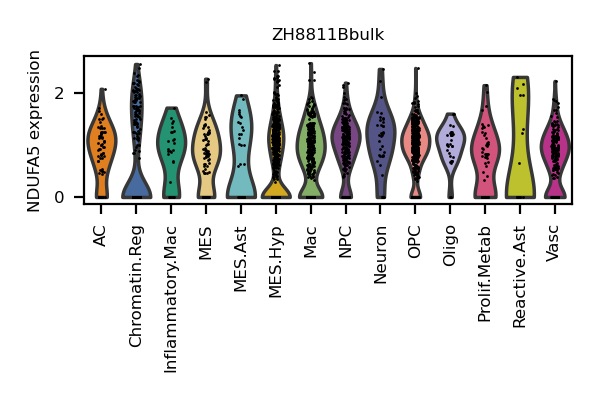 ZH8811Bbulk
NDUFA5 expression
2
0
AC
Chromatin.Reg
Inflammatory.Mac
MES
MES.Ast
MES.Hyp
Mac
NPC
Neuron
OPC
Oligo
Prolif.Metab
Reactive.Ast
Vasc